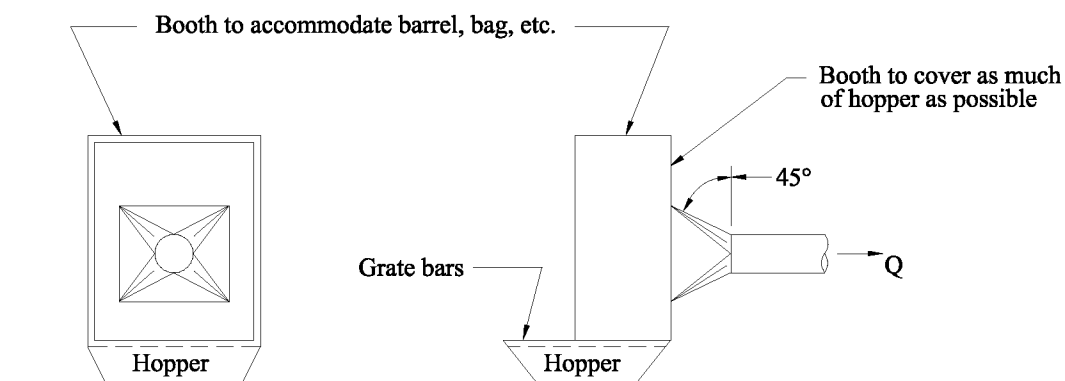 Booth to accommodate barrel, bag, etc.
Booth to cover as much
of hopper as possible
45°
Grate bars
Q
Hopper
Hopper